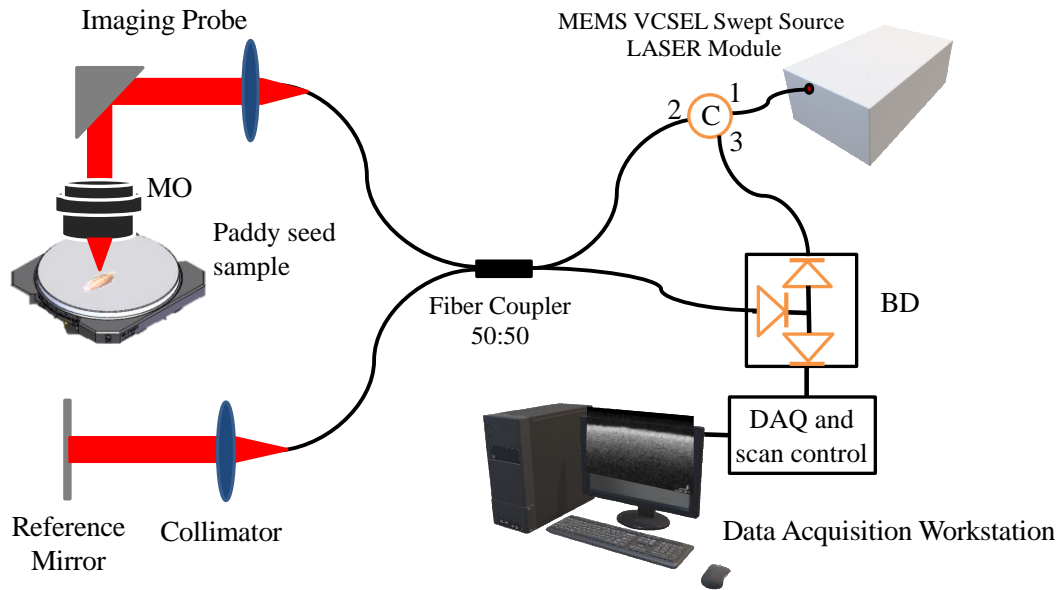 Imaging Probe
MEMS VCSEL Swept Source
LASER Module
1
2
C
3
MO
Paddy seed
sample
Fiber Coupler
50:50
BD
DAQ and
scan control
Reference
Mirror
Collimator
Data Acquisition Workstation